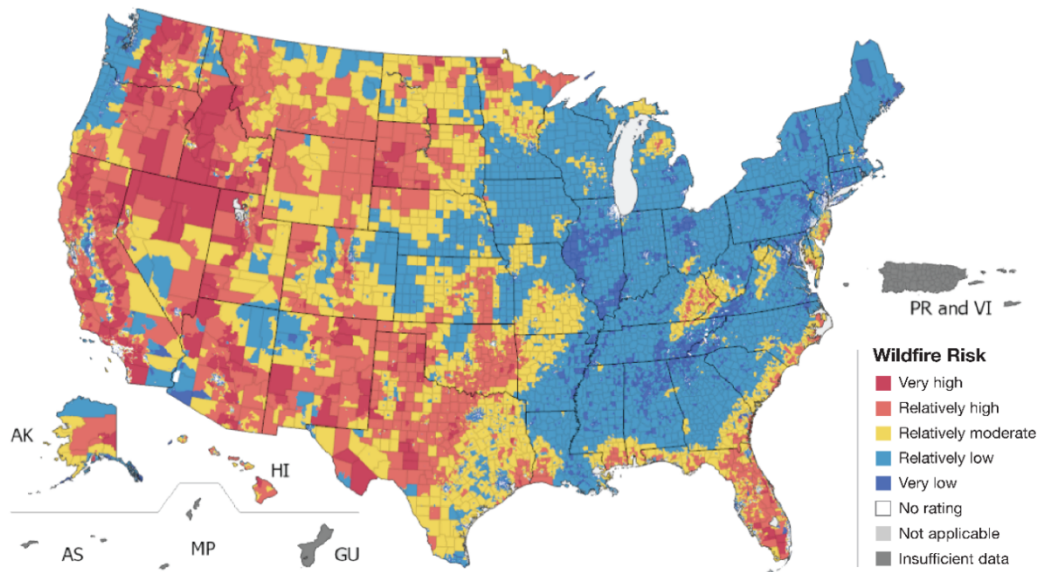 PR and VI
Wildfire Risk
Very high
Relatively high
Relatively moderate
Relatively low
Very low
No rating
Not applicable
Insufficient data
AK
HI
AS
MP
GU